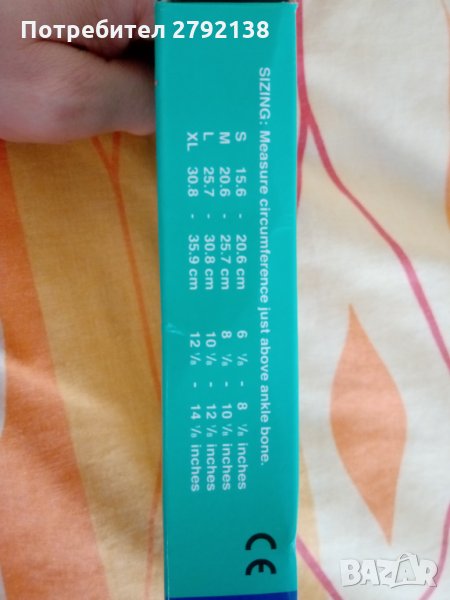 Потребител 2792138
SIZING: Measure circumference just above ankle bone.
S 15.6 - 20.6 cm 6 ⅛ - 8 ⅛ inches
M 20.6 - 25.7 cm 8 ⅛ - 10 ⅛ inches
L 25.7 - 30.8 cm 10 ⅛ - 12 ⅛ inches
XL 30.8 - 35.9 cm 12 ⅛ - 14 ⅛ inches
CE
BAZAR